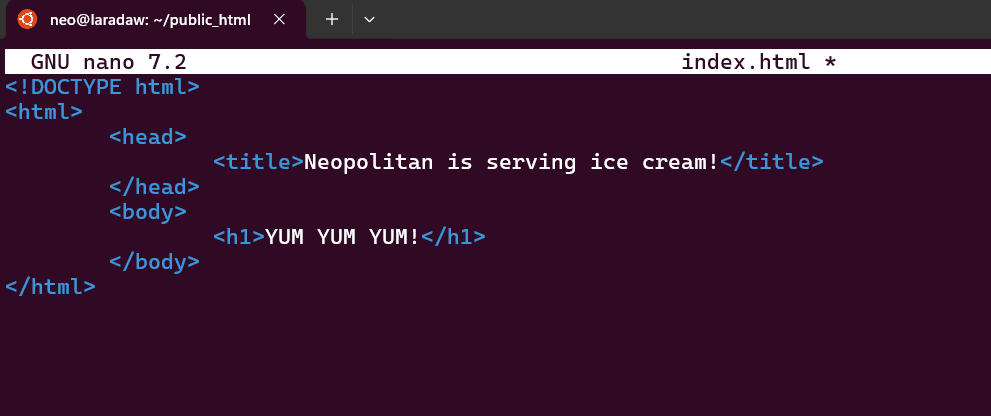 neo@laradaw: ~/public_html
GNU nano 7.2 index.html *
<!DOCTYPE html>
<html>
<head>
<title>Neopolitan is serving ice cream!</title>
</head>
<body>
<h1>YUM YUM YUM!</h1>
</body>
</html>